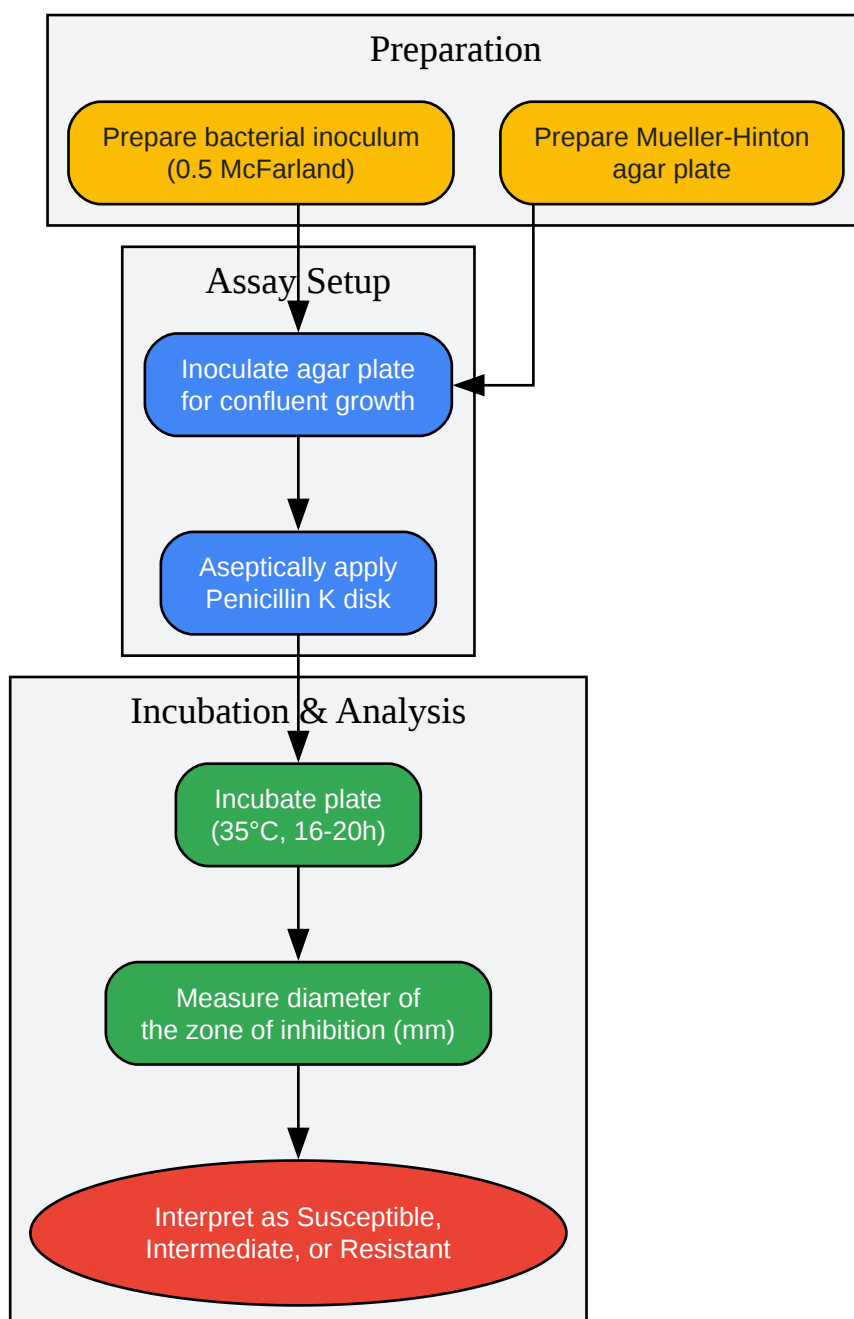 Preparation
Prepare bacterial inoculum
(0.5 McFarland)
Prepare Mueller-Hinton
agar plate
Assay Setup
Inoculate agar plate
for confluent growth
Aseptically apply
Penicillin K disk
Incubation & Analysis
Incubate plate
(35°C, 16-20h)
Measure diameter of
the zone of inhibition (mm)
Interpret as Susceptible,
Intermediate, or Resistant